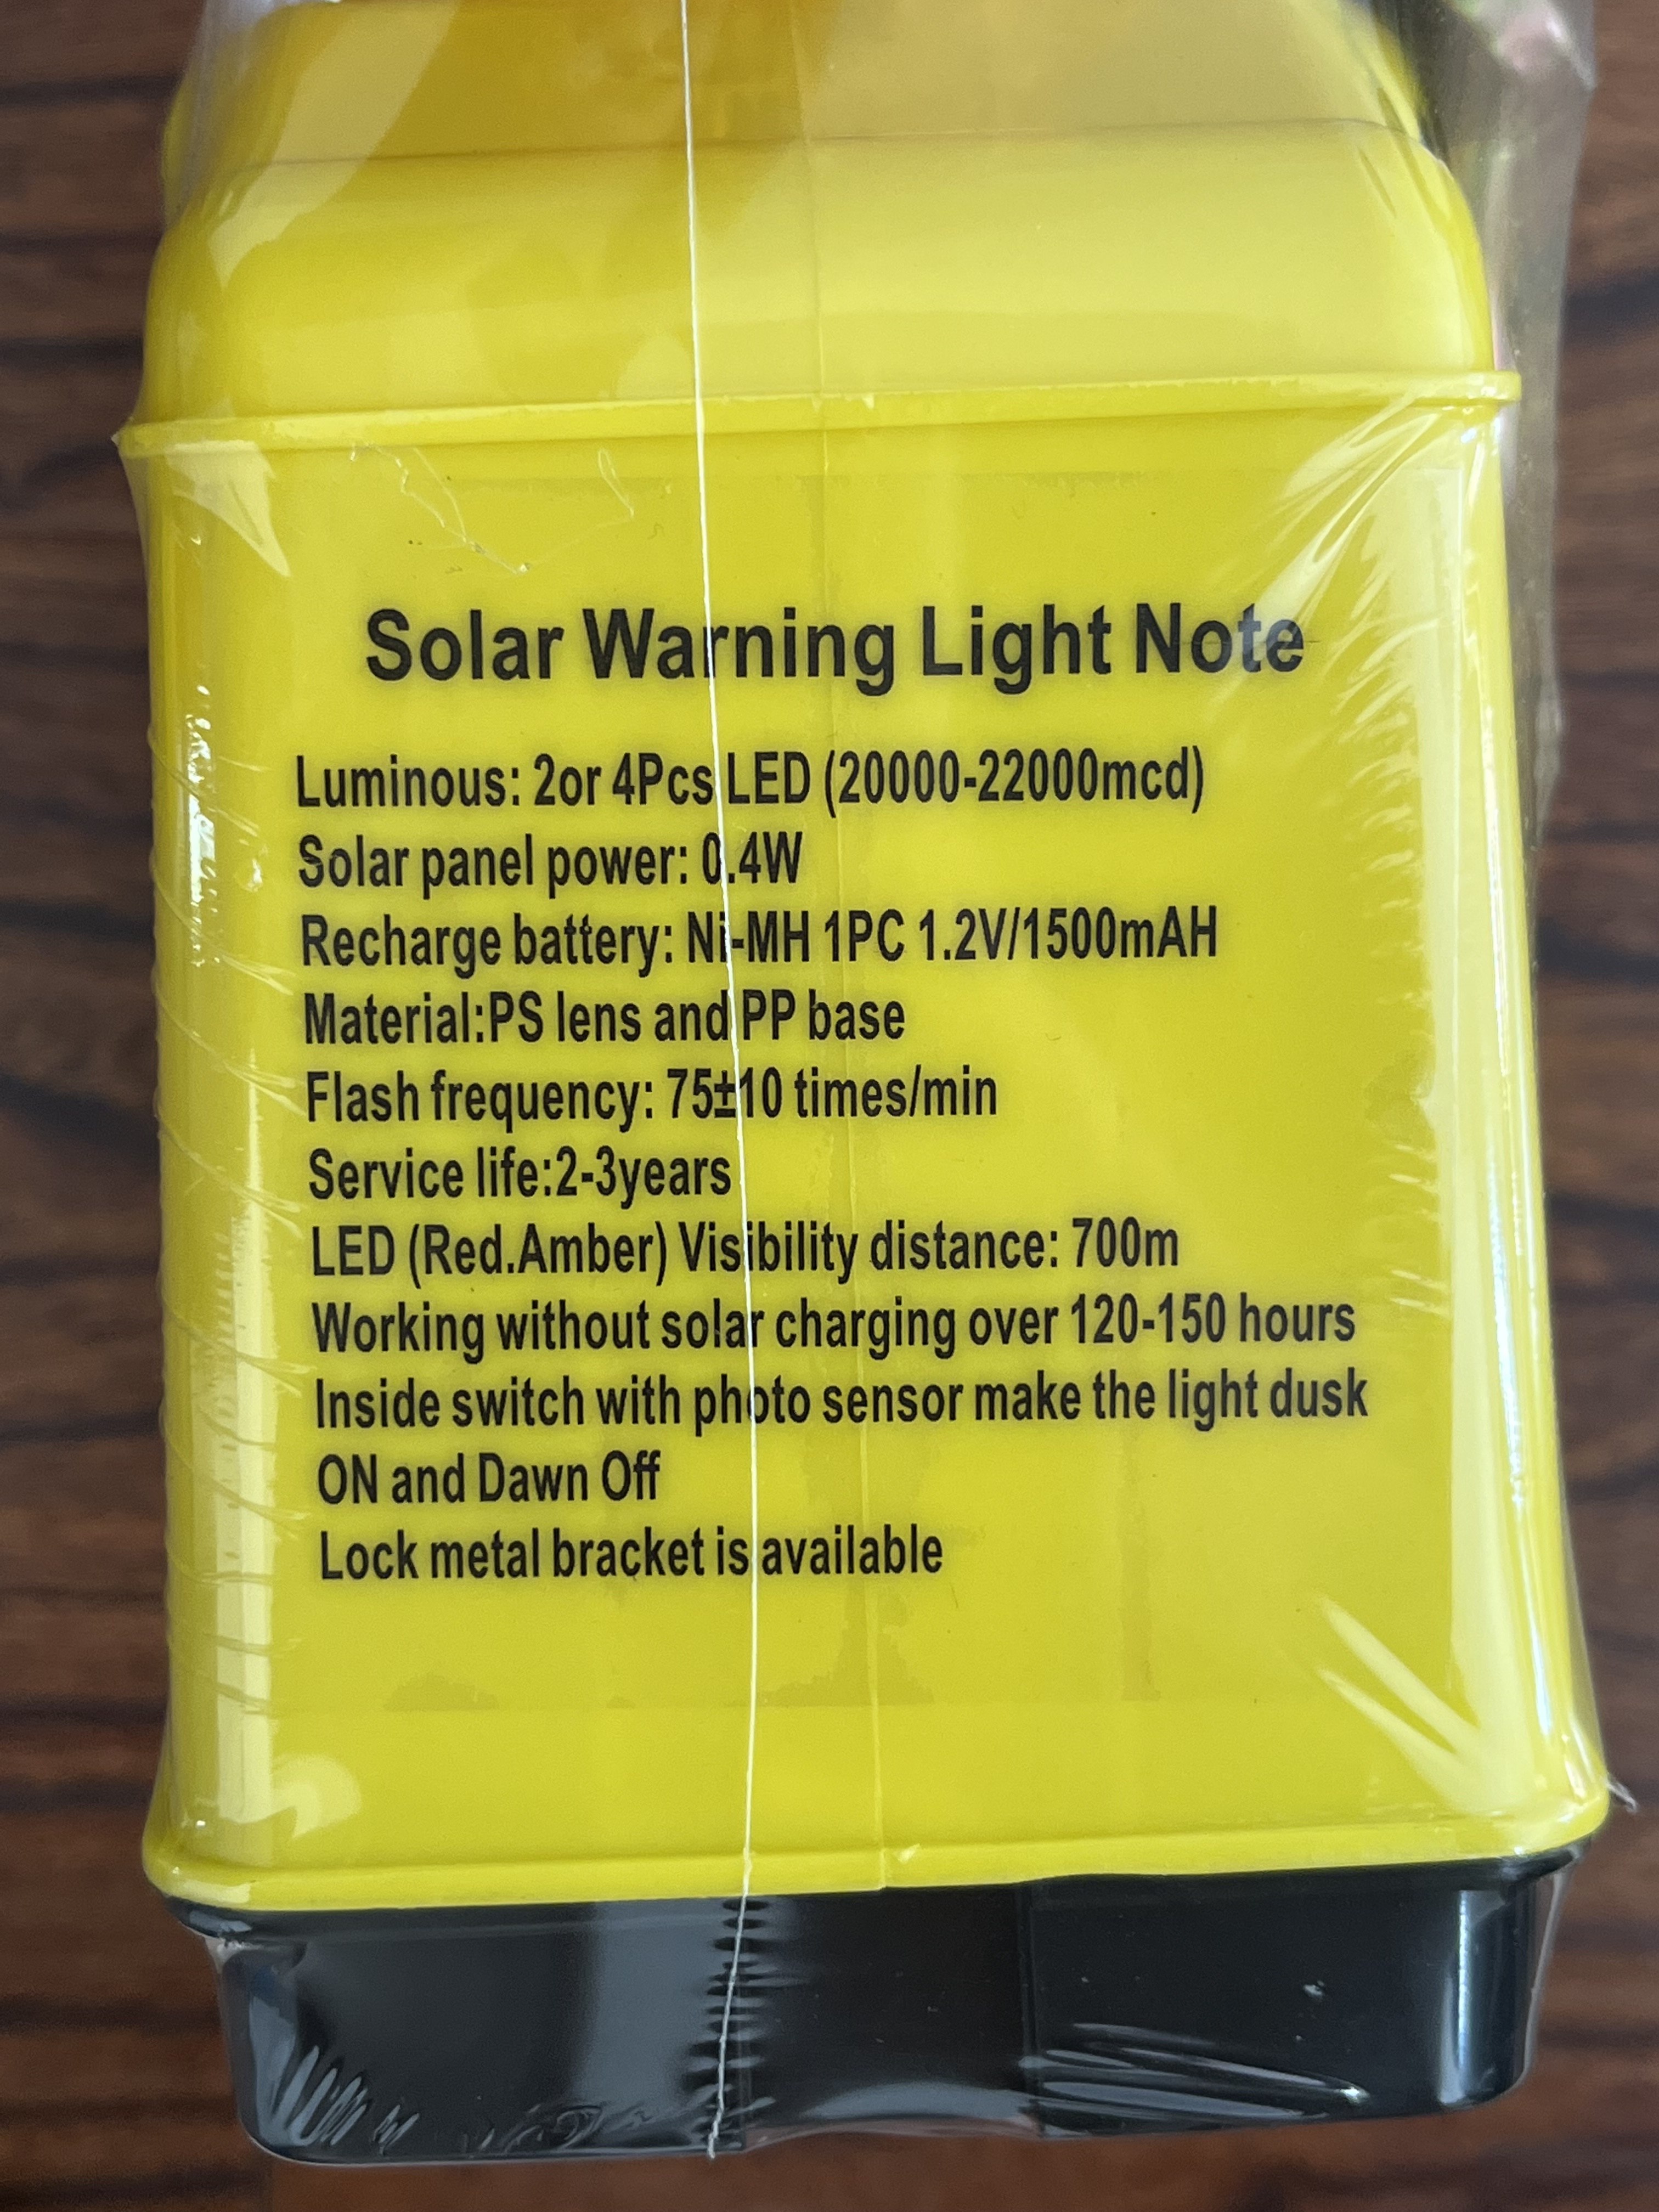 Solar Warning Light Note
Luminous: 2or 4Pcs LED (20000-22000mcd)
Solar panel power: 0.4W
Recharge battery: Ni-MH 1PC 1.2V/1500mAH
Material:PS lens and PP base
Flash frequency: 75±10 times/min
Service life:2-3years
LED (Red.Amber) Visibility distance: 700m
Working without solar charging over 120-150 hours
Inside switch with photo sensor make the light dusk
ON and Dawn Off
Lock metal bracket is available